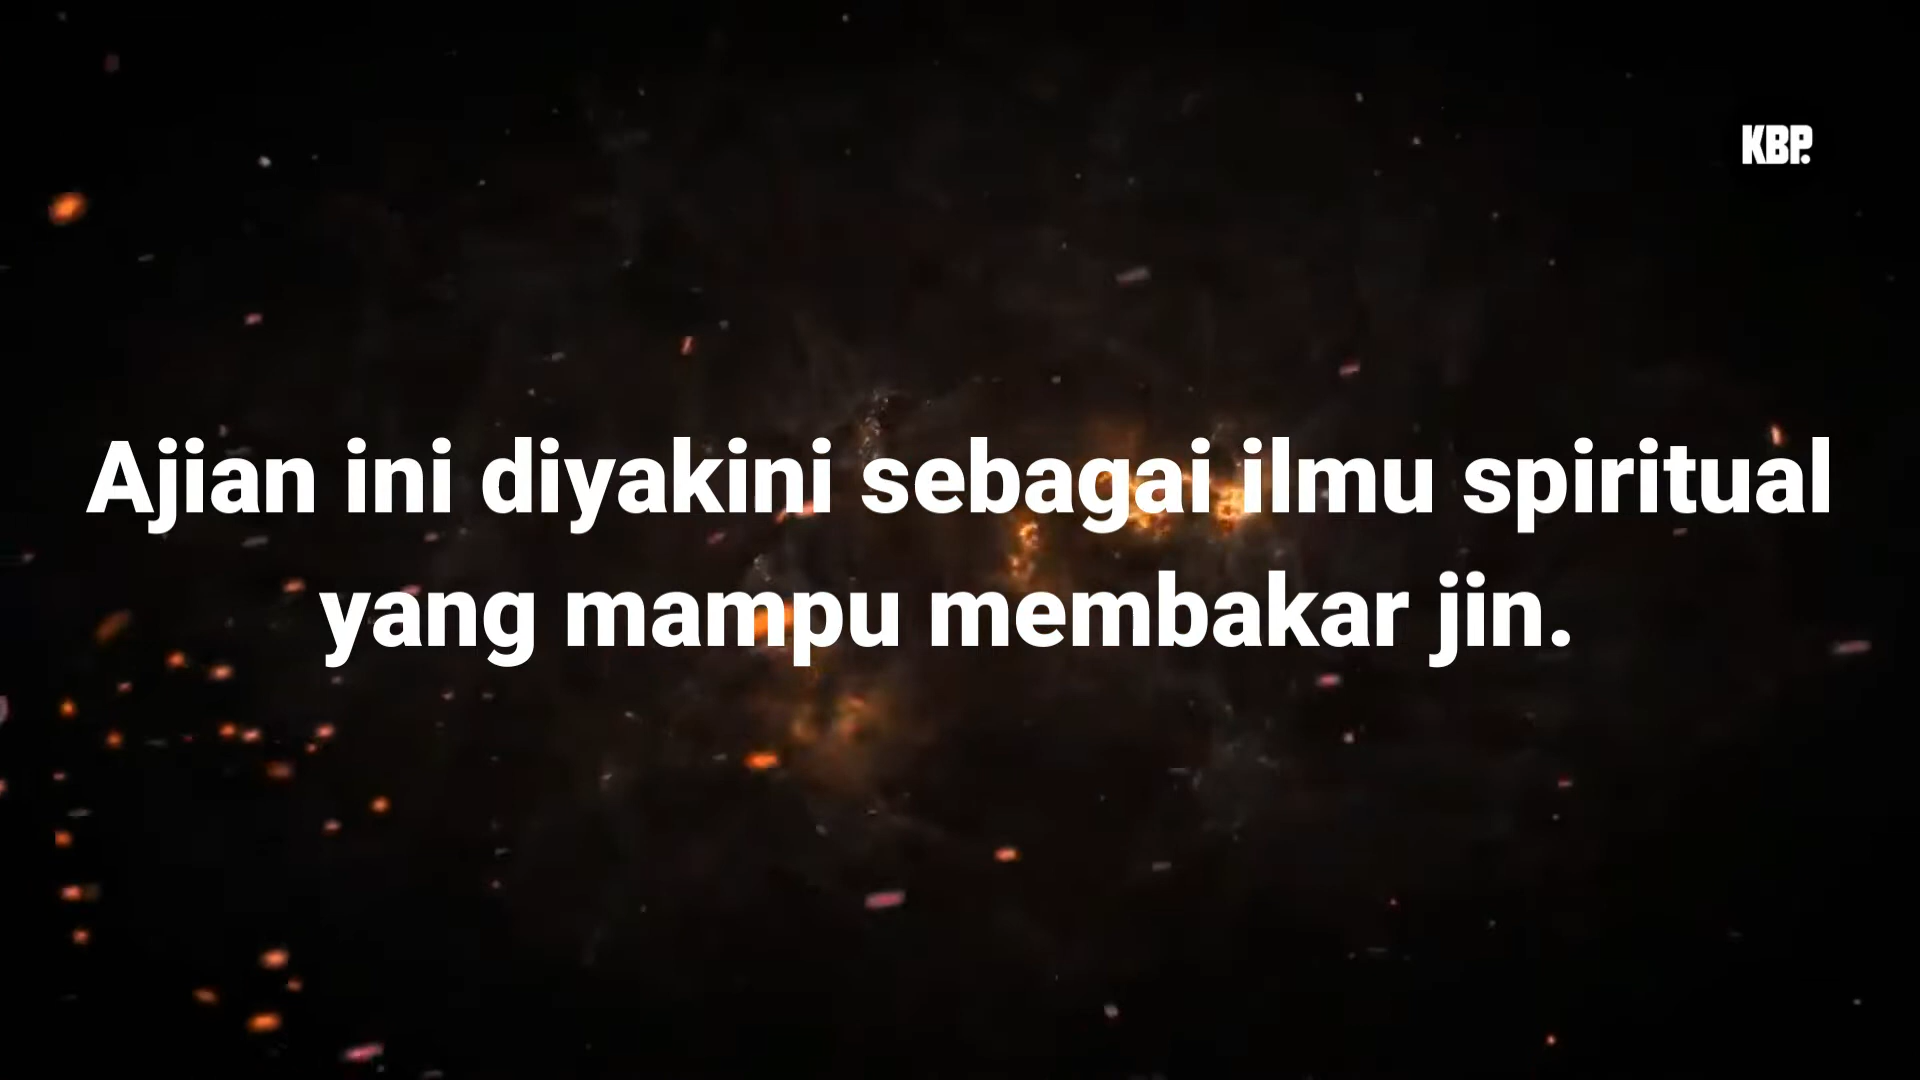 KBP.
Ajian ini diyakini sebagai ilmu spiritual
yang mampu membakar jin.